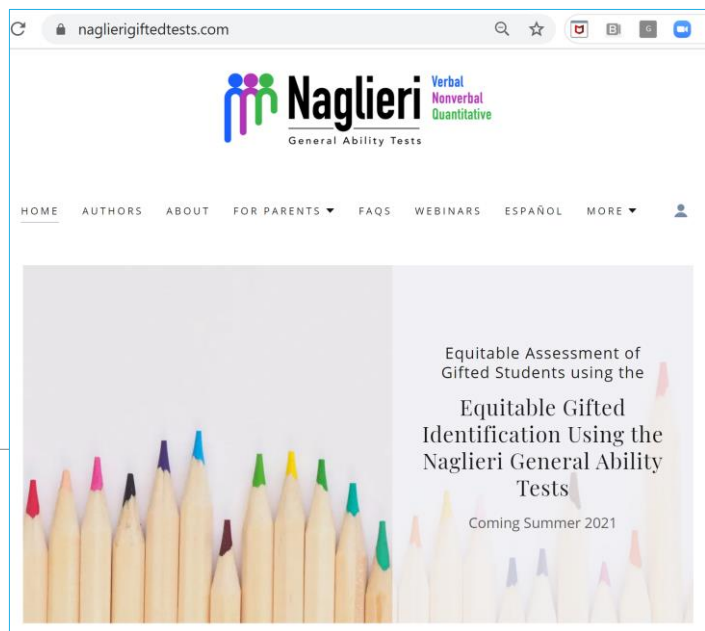 naglierigiftedtests.com
Naglieri
Verbal
Nonverbal
Quantitative
General Ability Tests
HOME AUTHORS ABOUT FOR PARENTS FAQS WEBINARS ESPAÑOL MORE
Equitable Assessment of
Gifted Students using the
Equitable Gifted
Identification Using the
Naglieri General Ability
Tests
Coming Summer 2021